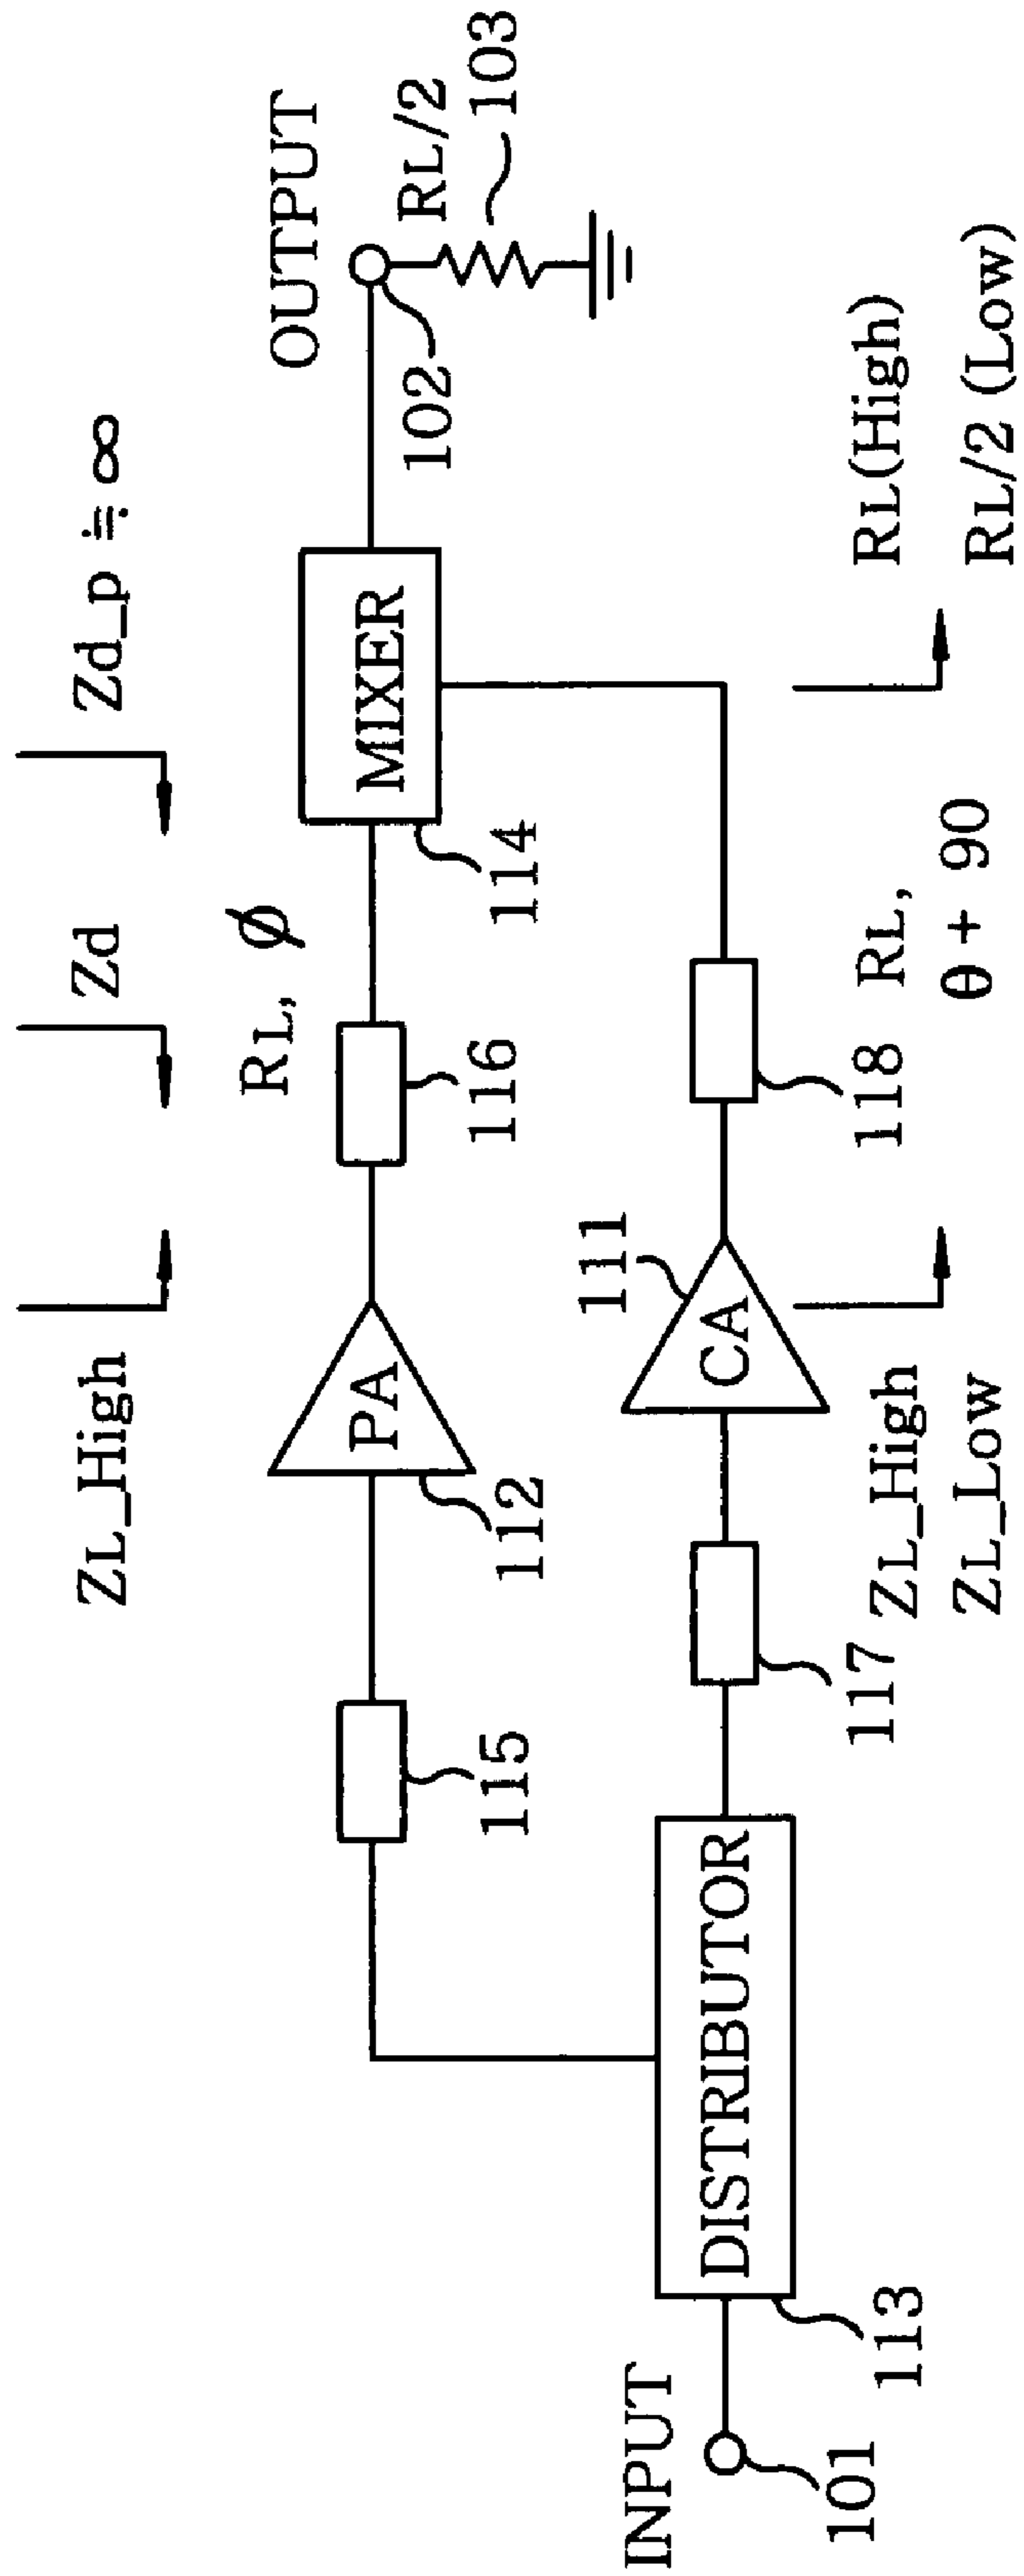 ZL_High
Zd
Zd_p ≒ ∞
RL, ϕ
OUTPUT
RL/2
103
102
PA
112
115
116
MIXER
114
111
CA
INPUT
101
DISTRIBUTOR
113
117
118
RL,
θ + 90
ZL_High
ZL_Low
RL(High)
RL/2 (Low)